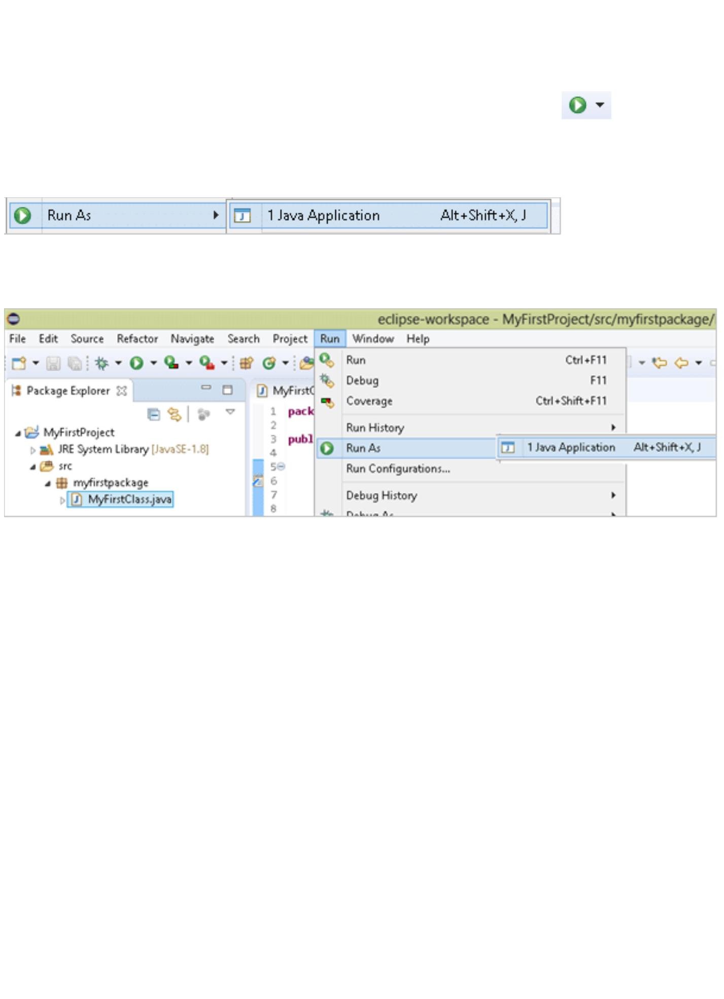 Run As 1 Java Application Alt+Shift+X, J
eclipse-workspace - MyFirstProject/src/myfirstpackage/
File Edit Source Refactor Navigate Search Project Run Window Help
Run Ctrl+F11
Debug F11
Coverage Ctrl+Shift+F11
Run History
Run As 1 Java Application Alt+Shift+X, J
Run Configurations...
Debug History
Debug As
Package Explorer
MyFirstProject
JRE System Library [JavaSE-1.8]
src
myfirstpackage
MyFirstClass.java
MyFirstC
1 pack
2
3 publ
4
5
6
7
8